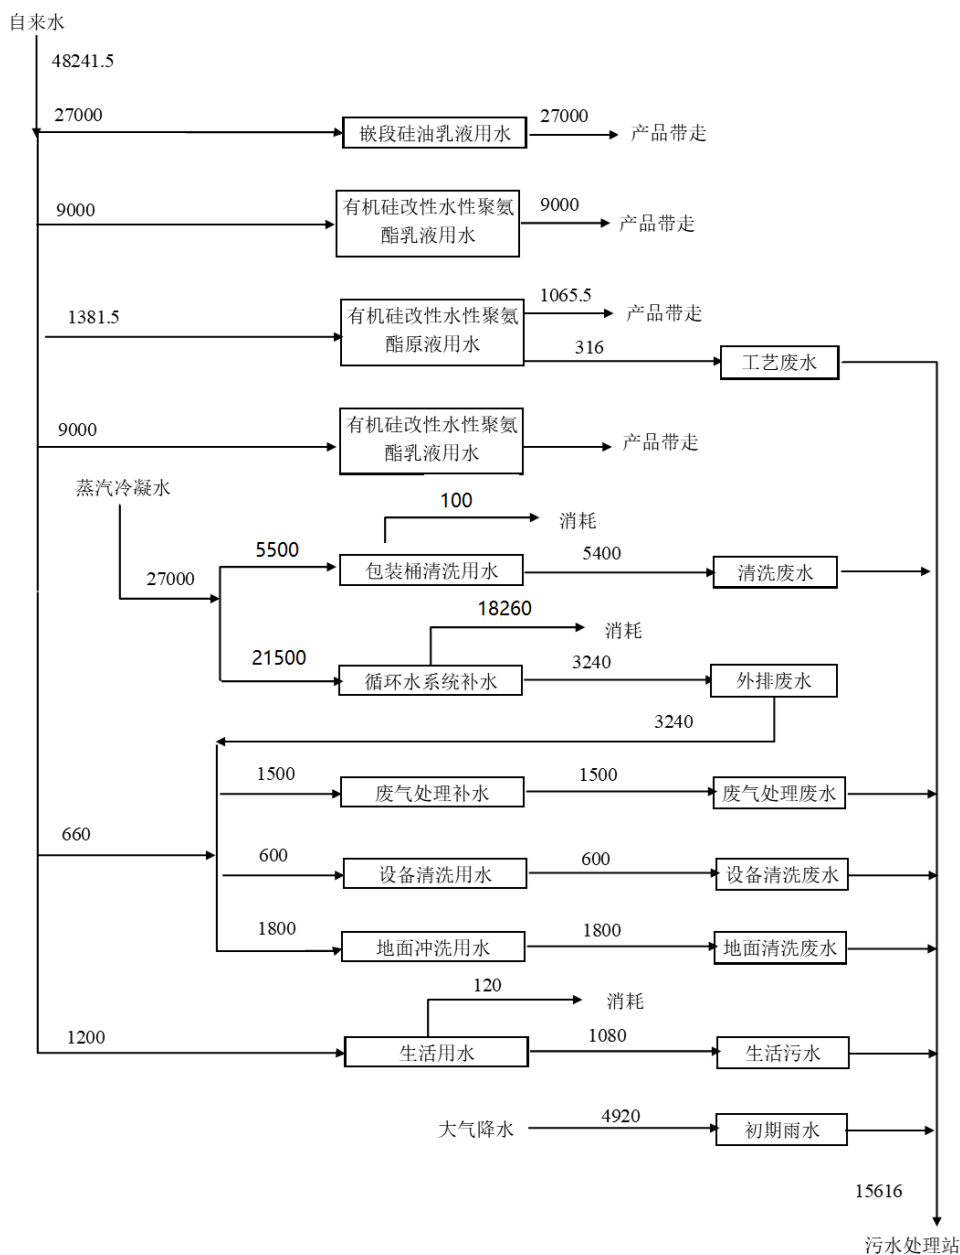 自来水
48241.5
27000
嵌段硅油乳液用水
27000
产品带走
9000
有机硅改性水性聚氨
酯乳液用水
9000
产品带走
1381.5
有机硅改性水性聚氨
酯原液用水
1065.5
产品带走
316
工艺废水
9000
有机硅改性水性聚氨
酯乳液用水
产品带走
蒸汽冷凝水
27000
100
消耗
5500
包装桶清洗用水
5400
清洗废水
18260
消耗
21500
循环水系统补水
3240
外排废水
3240
1500
废气处理补水
1500
废气处理废水
660
600
设备清洗用水
600
设备清洗废水
1800
地面冲洗用水
1800
地面清洗废水
120
消耗
1200
生活用水
1080
生活污水
大气降水
4920
初期雨水
15616
污水处理站